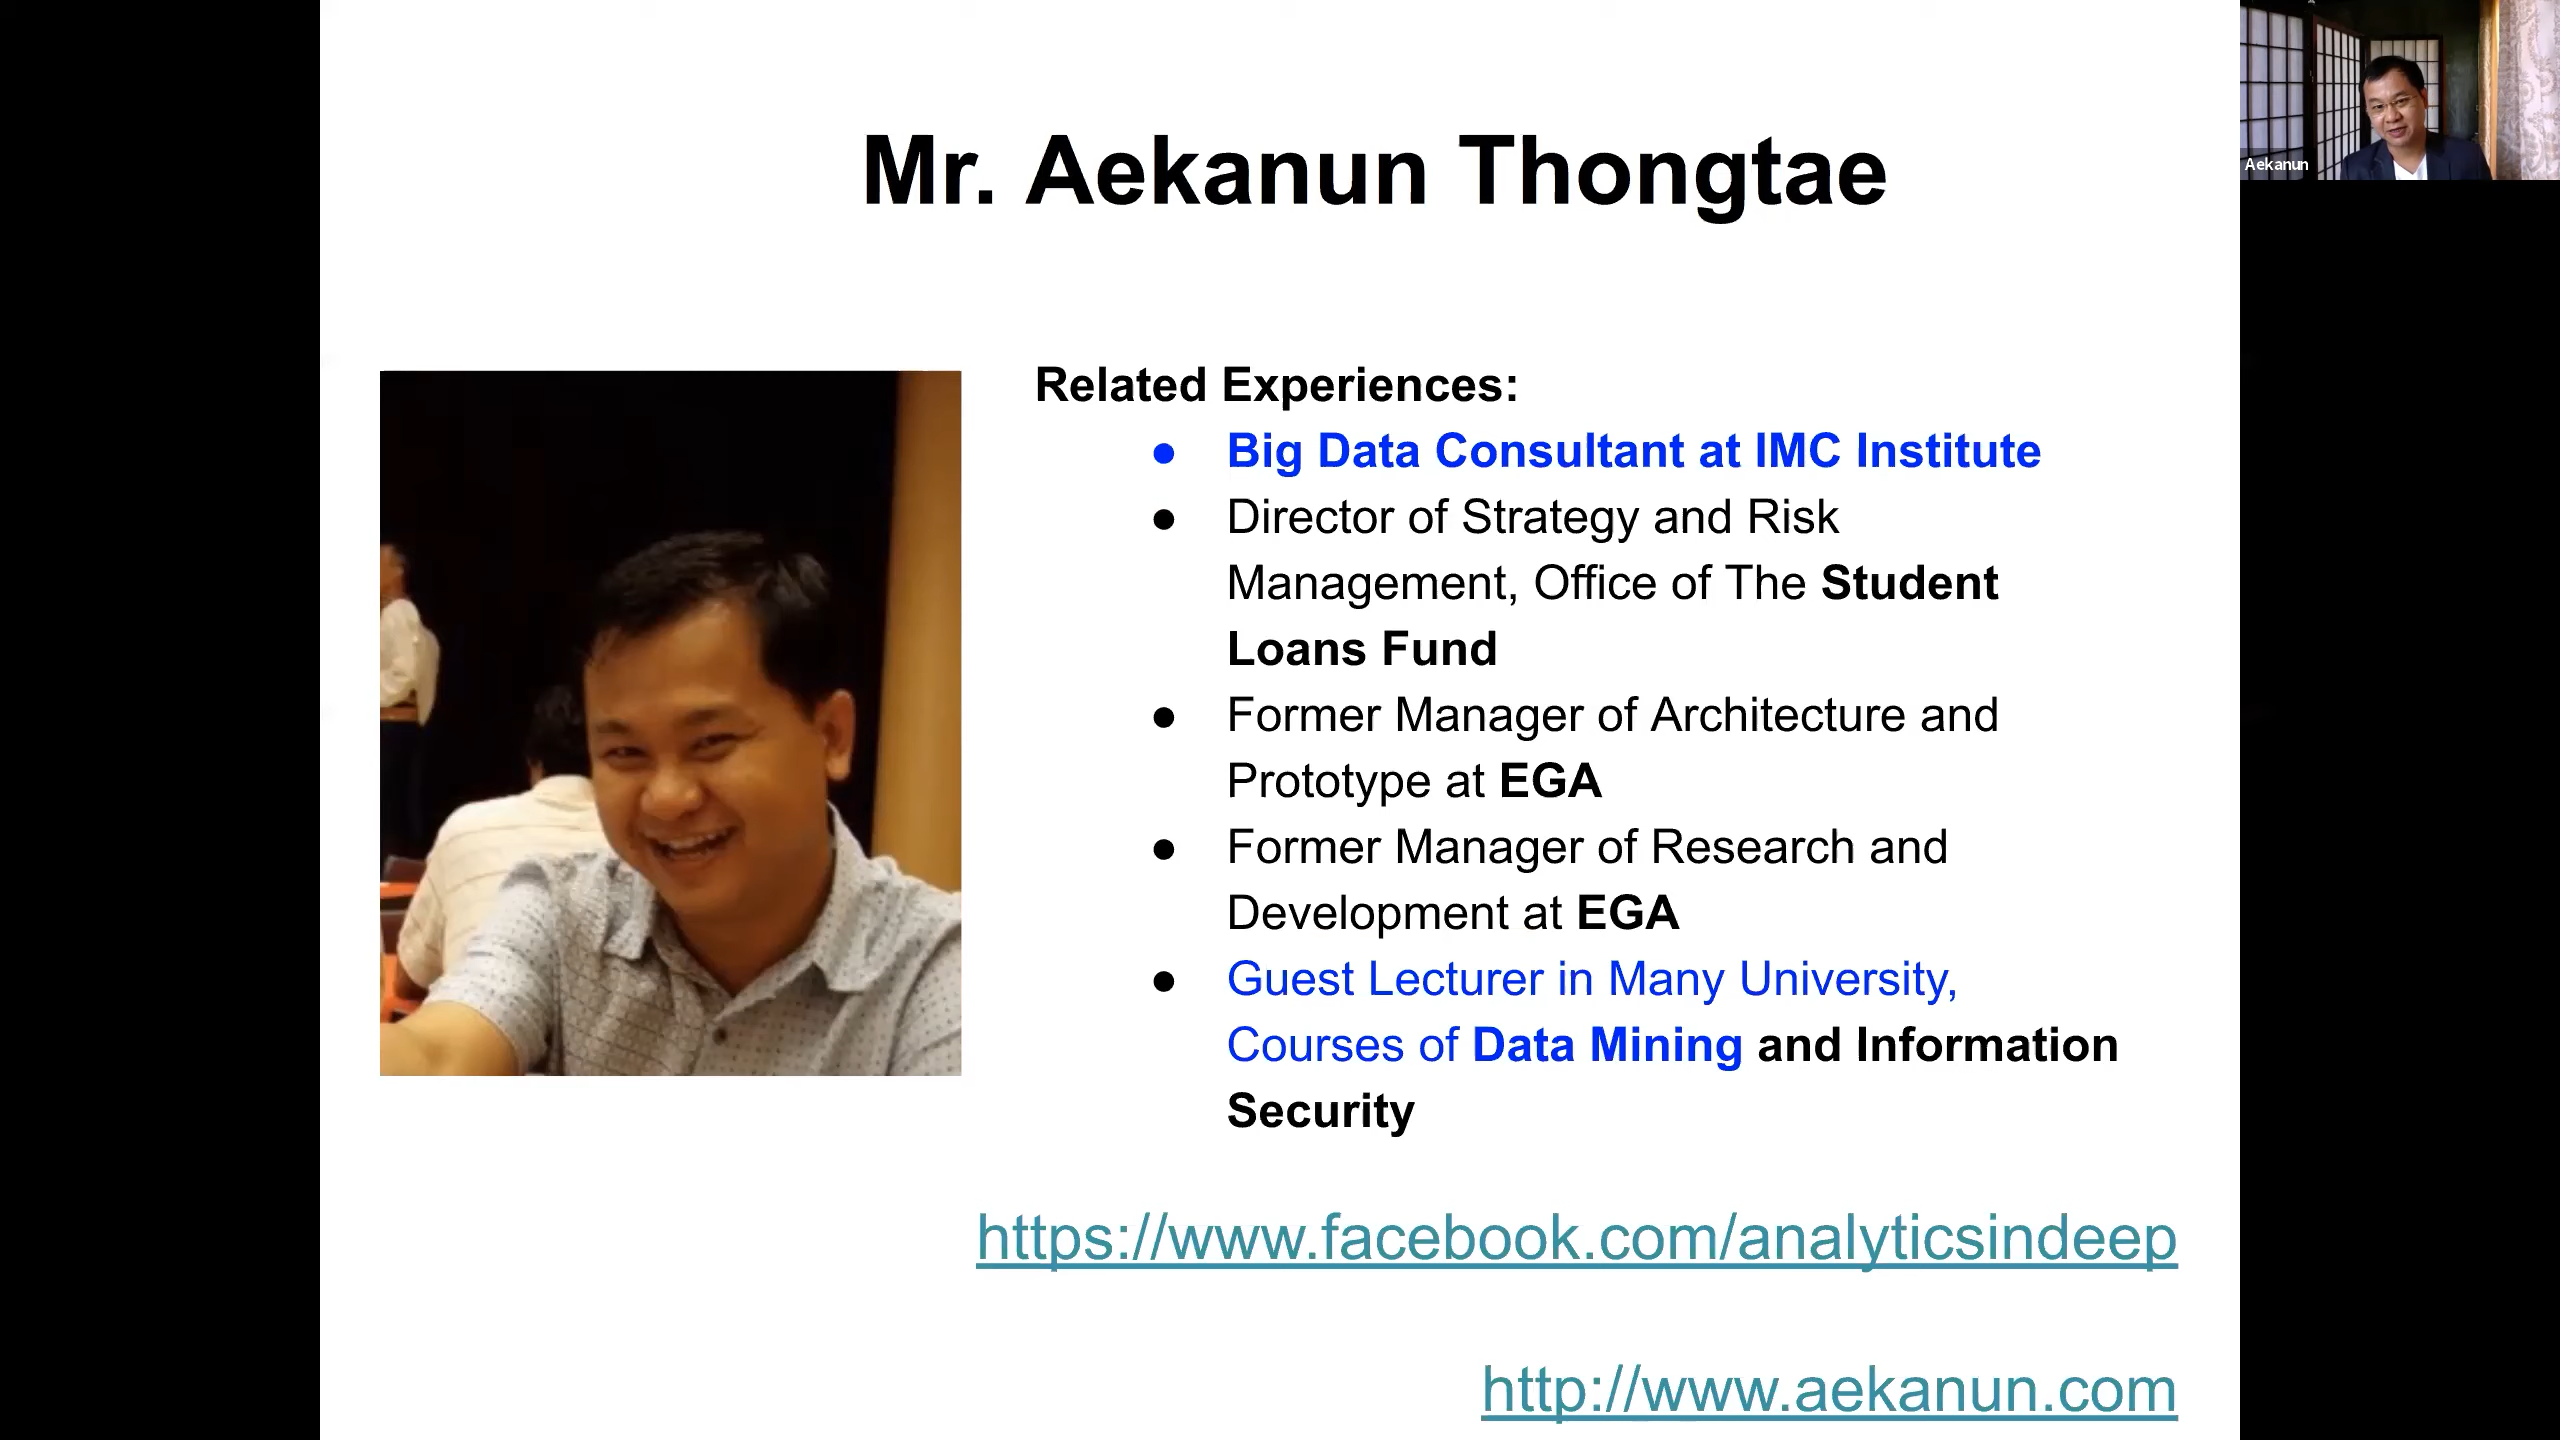 Mr. Aekanun Thongtae
Aekanun
Related Experiences:
● Big Data Consultant at IMC Institute
● Director of Strategy and Risk
Management, Office of The Student
Loans Fund
● Former Manager of Architecture and
Prototype at EGA
● Former Manager of Research and
Development at EGA
● Guest Lecturer in Many University,
Courses of Data Mining and Information
Security
https://www.facebook.com/analyticsindeep
http://www.aekanun.com